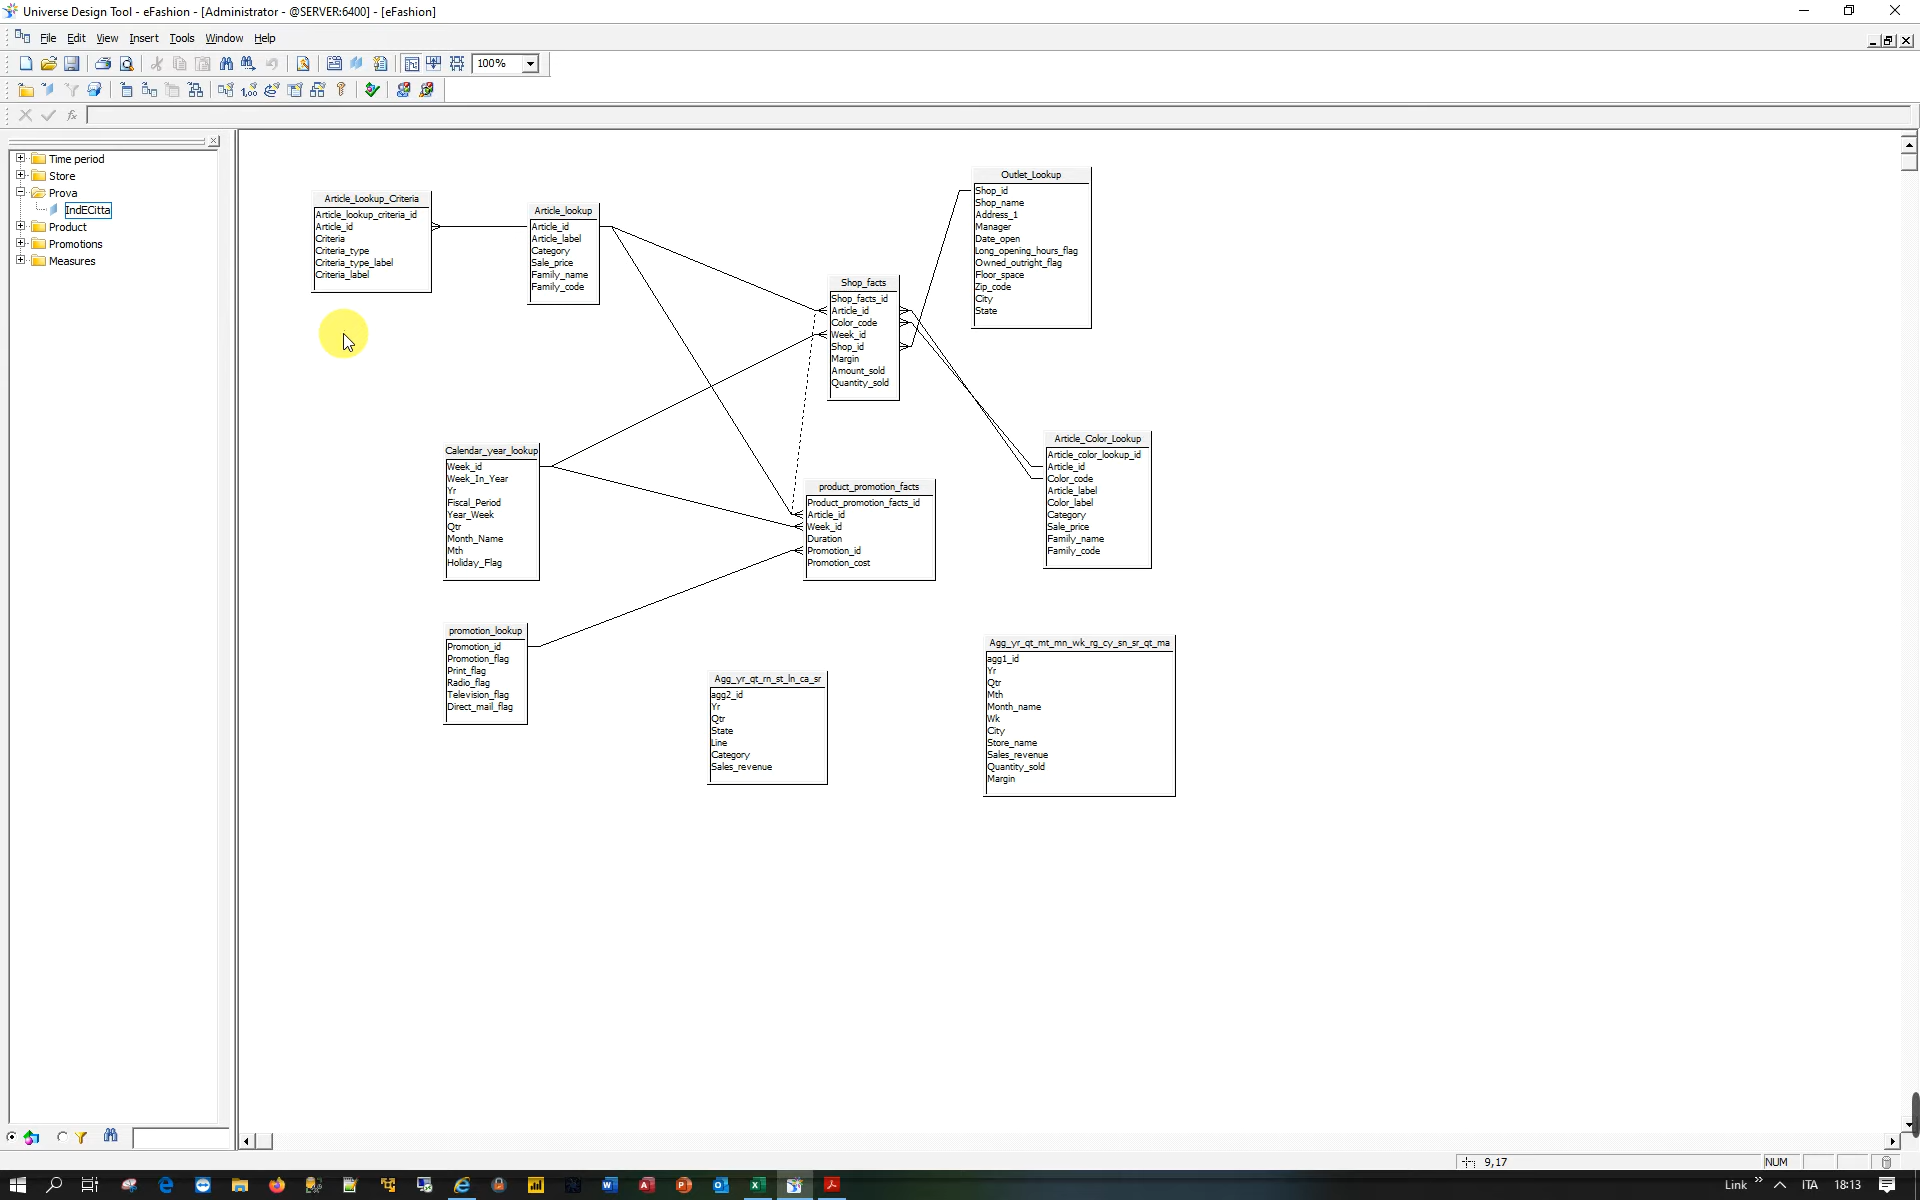 Universe Design Tool - eFashion - [Administrator - @SERVER:6400] - [eFashion]
File Edit View Insert Tools Window Help
100%
Time period
Store
Prova
IndECitta
Product
Promotions
Measures
Article_Lookup_Criteria
Article_lookup_criteria_id
Article_id
Criteria
Criteria_type
Criteria_type_label
Criteria_label
Article_lookup
Article_id
Article_label
Category
Sale_price
Family_name
Family_code
Outlet_Lookup
Shop_id
Shop_name
Address_1
Manager
Date_open
Long_opening_hours_flag
Owned_outright_flag
Floor_space
Zip_code
City
State
Shop_facts
Shop_facts_id
Article_id
Color_code
Week_id
Shop_id
Margin
Amount_sold
Quantity_sold
Calendar_year_lookup
Week_id
Week_In_Year
Yr
Fiscal_Period
Year_Week
Qtr
Month_Name
Mth
Holiday_Flag
product_promotion_facts
Product_promotion_facts_id
Article_id
Week_id
Duration
Promotion_id
Promotion_cost
Article_Color_Lookup
Article_color_lookup_id
Article_id
Color_code
Article_label
Color_label
Category
Sale_price
Family_name
Family_code
promotion_lookup
Promotion_id
Promotion_flag
Print_flag
Radio_flag
Television_flag
Direct_mail_flag
Agg_yr_qt_rn_st_ln_ca_sr
agg2_id
Yr
Qtr
State
Line
Category
Sales_revenue
Agg_yr_qt_mt_mn_wk_rg_cy_sn_sr_qt_ma
agg1_id
Yr
Qtr
Mth
Month_name
Wk
City
Store_name
Sales_revenue
Quantity_sold
Margin
9,17
NUM
Link
ITA
18:13